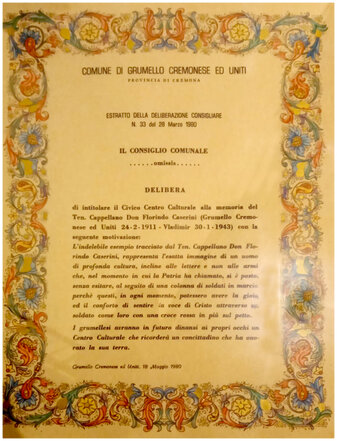 COMUNE DI GRUMELLO CREMONESE ED UNITI
PROVINCIA DI CREMONA
ESTRATTO DELLA DELIBERAZIONE CONSIGLIARE
N. 33 del 28 Marzo 1980
IL CONSIGLIO COMUNALE
......omissis......
DELIBERA
di intitolare il Civico Centro Culturale alla memoria del
Ten. Cappellano Don Florindo Caserini (Grumello Cremo-
nese ed Uniti 24-2-1911 - Vladimir 30-1-1943) con la
seguente motivazione:
L'indelebile esempio tracciato dal Ten. Cappellano Don Flo-
rindo Caserini, rappresenta l'esatta immagine di un uomo
di profonda cultura, incline alle lettere e non alle armi
che, nel momento in cui la Patria ha chiamato, si è posto,
senza esitare, al seguito di una colonna di soldati in marcia
perchè questi, in ogni momento, potessero avere la gioia
ed il conforto di sentire la voce di Cristo attraverso un
soldato come loro con una croce rossa in più sul petto.
I grumellesi avranno in futuro dinanzi ai propri occhi un
Centro Culturale che ricorderà un concittadino che ha ono-
rato la sua terra.
Grumello Cremonese ed Uniti, 18 Maggio 1980